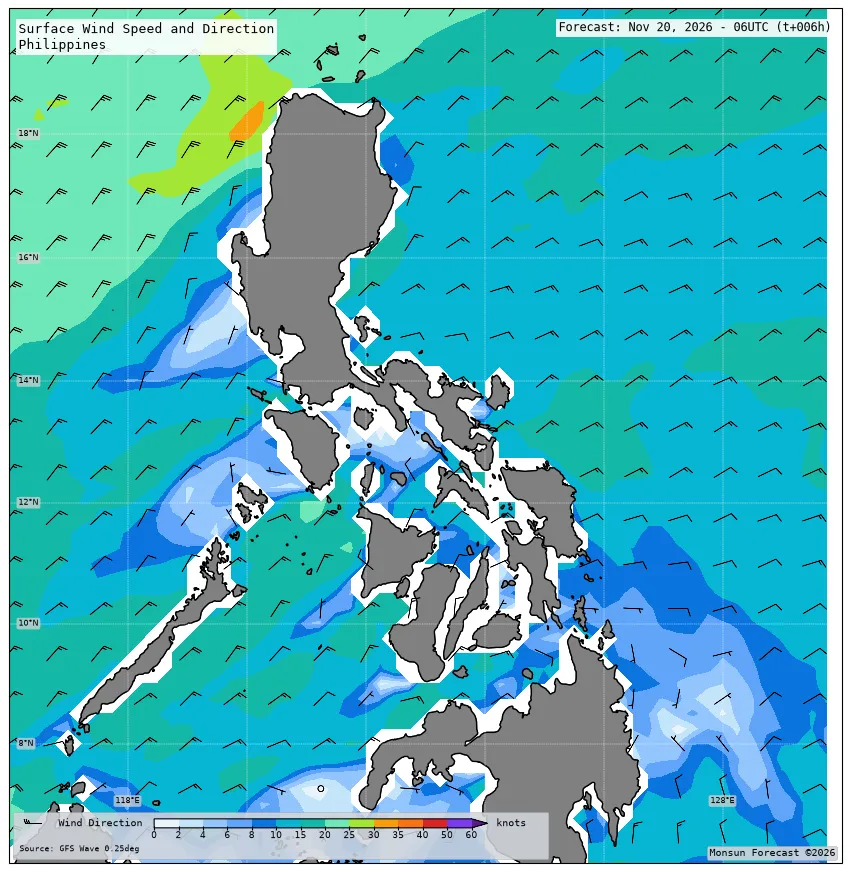 Surface Wind Speed and Direction
Philippines
Forecast: Nov 20, 2026 - 06UTC (t+006h)
18°N
16°N
14°N
12°N
10°N
8°N
118°E
128°E
Wind Direction
knots
0 2 4 6 8 10 15 20 25 30 35 40 50 60
Source: GFS Wave 0.25deg
Monsun Forecast ©2026